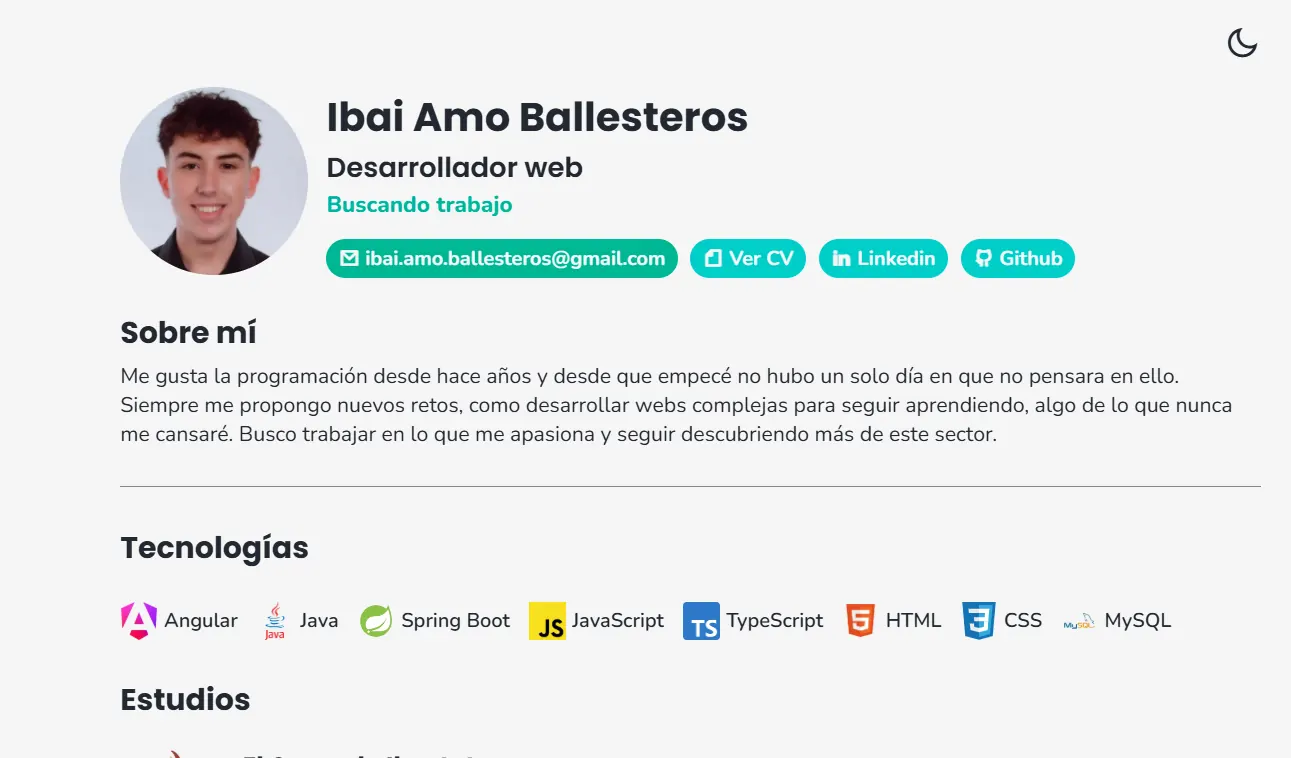 Ibai Amo Ballesteros
Desarrollador web
Buscando trabajo
ibai.amo.ballesteros@gmail.com Ver CV Linkedin Github
Sobre mí
Me gusta la programación desde hace años y desde que empecé no hubo un solo día en que no pensara en ello.
Siempre me propongo nuevos retos, como desarrollar webs complejas para seguir aprendiendo, algo de lo que nunca
me cansaré. Busco trabajar en lo que me apasiona y seguir descubriendo más de este sector.
Tecnologías
Angular Java Java Spring Boot JS JavaScript TS TypeScript 5 HTML 3 CSS MySQL MySQL
Estudios